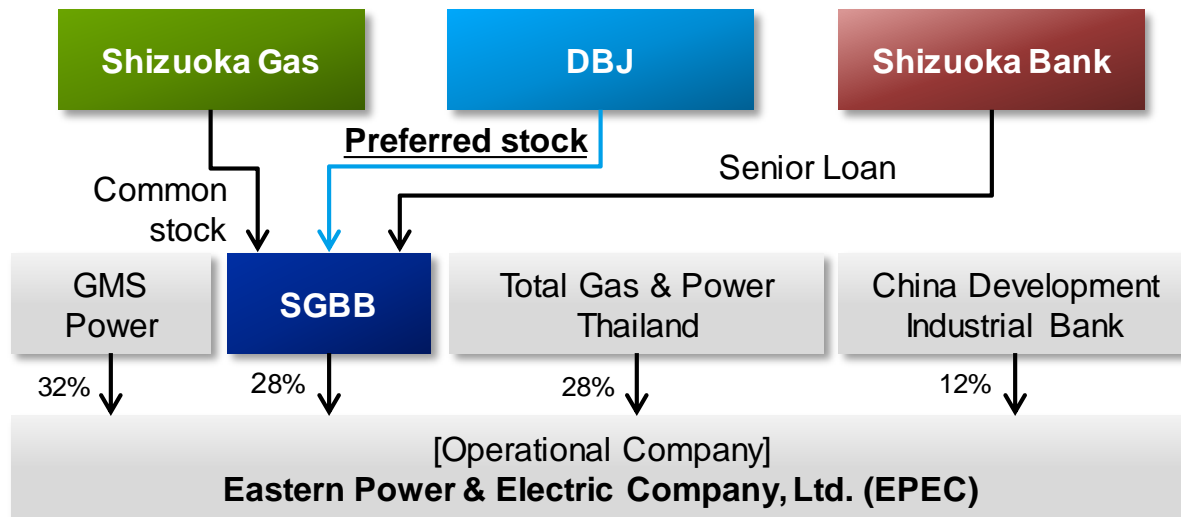 Shizuoka Gas
DBJ
Shizuoka Bank
Preferred stock
Senior Loan
Common
stock
GMS
Power
SGBB
Total Gas & Power
Thailand
China Development
Industrial Bank
32%
28%
28%
12%
[Operational Company]
Eastern Power & Electric Company, Ltd. (EPEC)